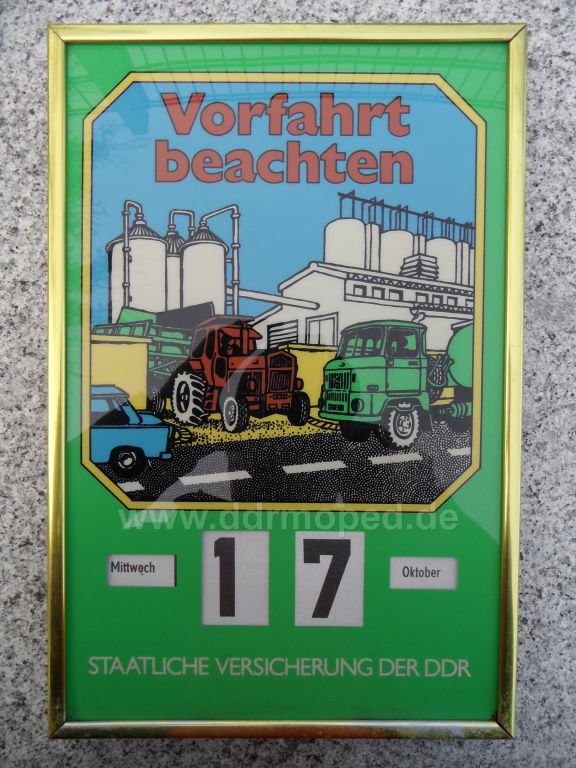 Vorfahrt
beachten
www.ddrmoped.de
Mittwoch 17 Oktober
STAATLICHE VERSICHERUNG DER DDR